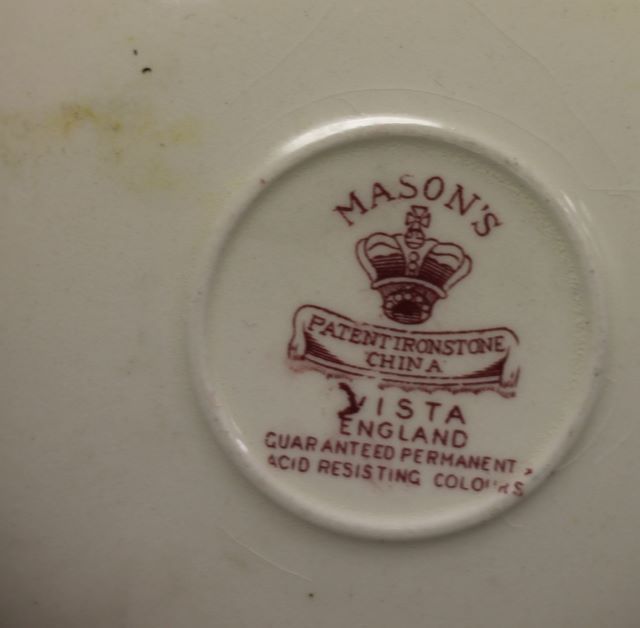 MASON'S
PATENT IRONSTONE
CHINA
VISTA
ENGLAND
GUARANTEED PERMANENT &
ACID RESISTING COLOURS